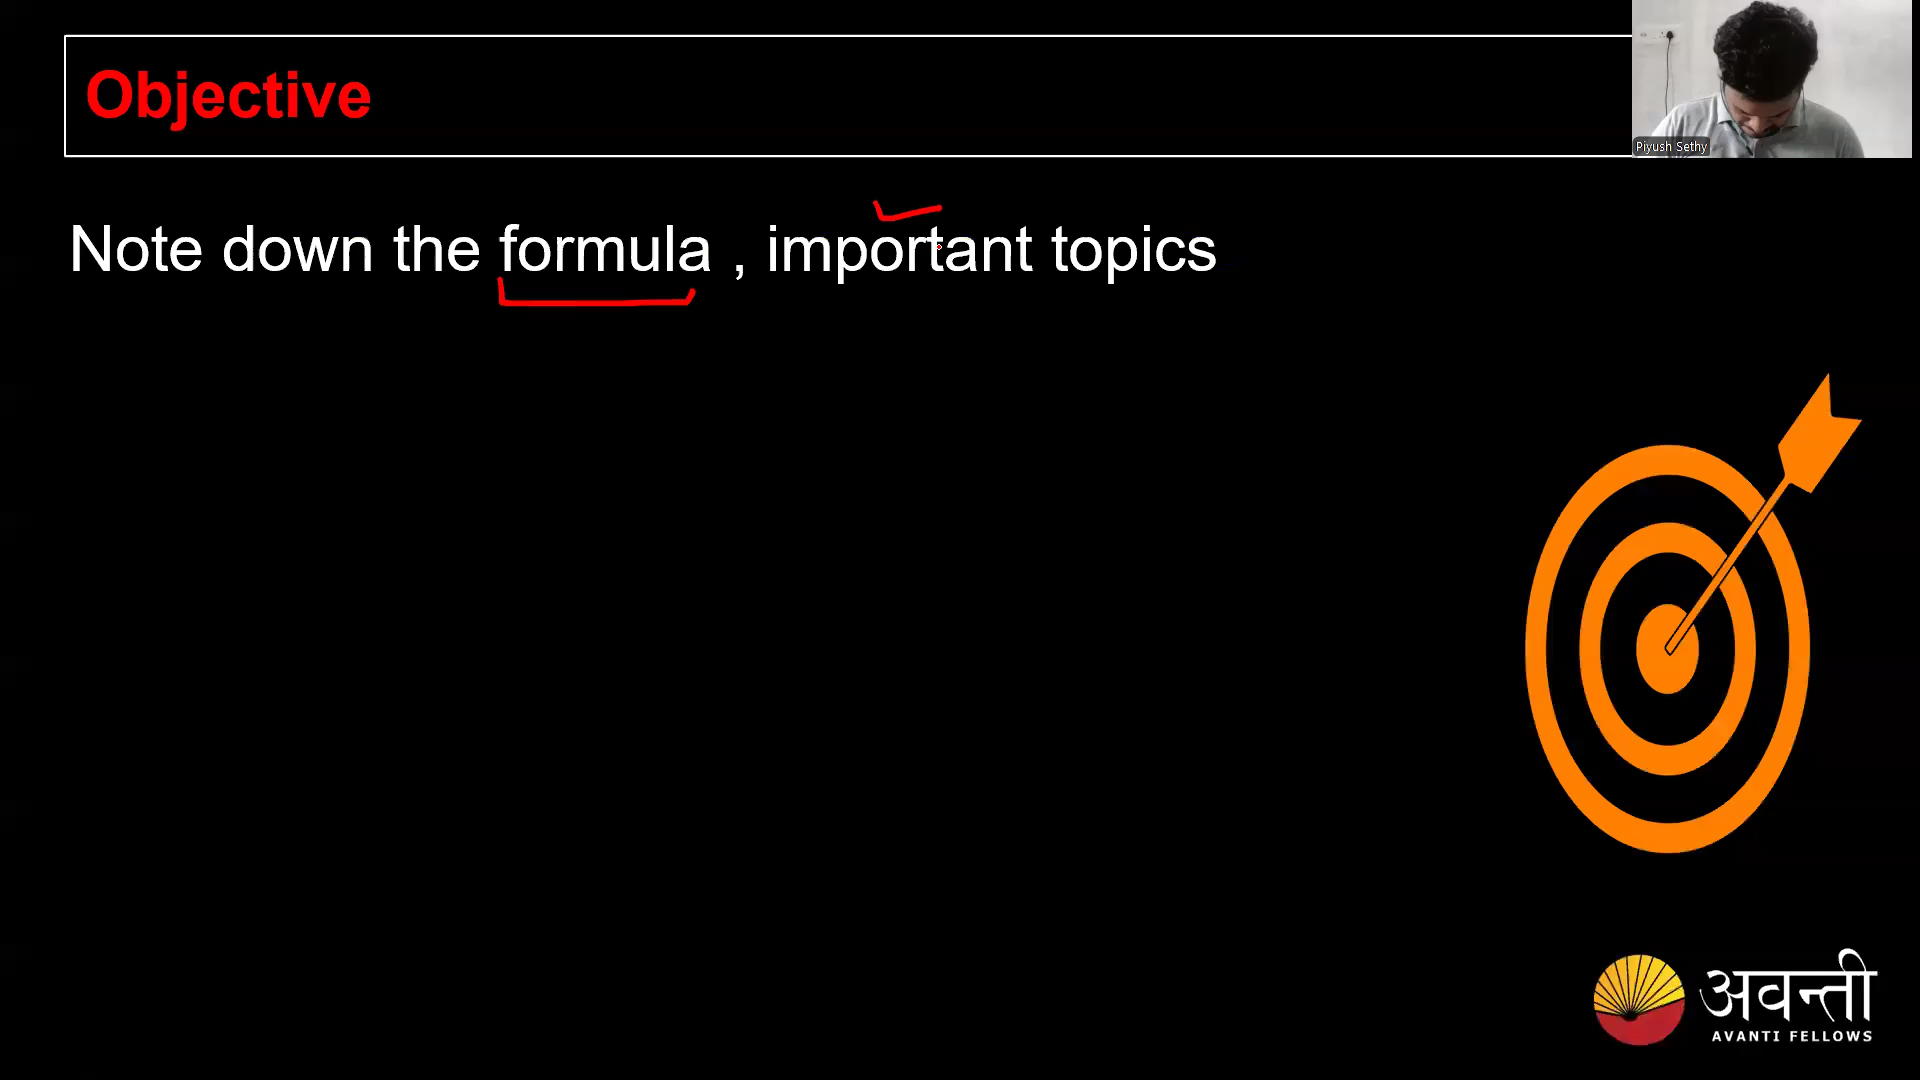 Objective
Piyush Sethy
Note down the formula , important topics
अवन्ती
AVANTI FELLOWS